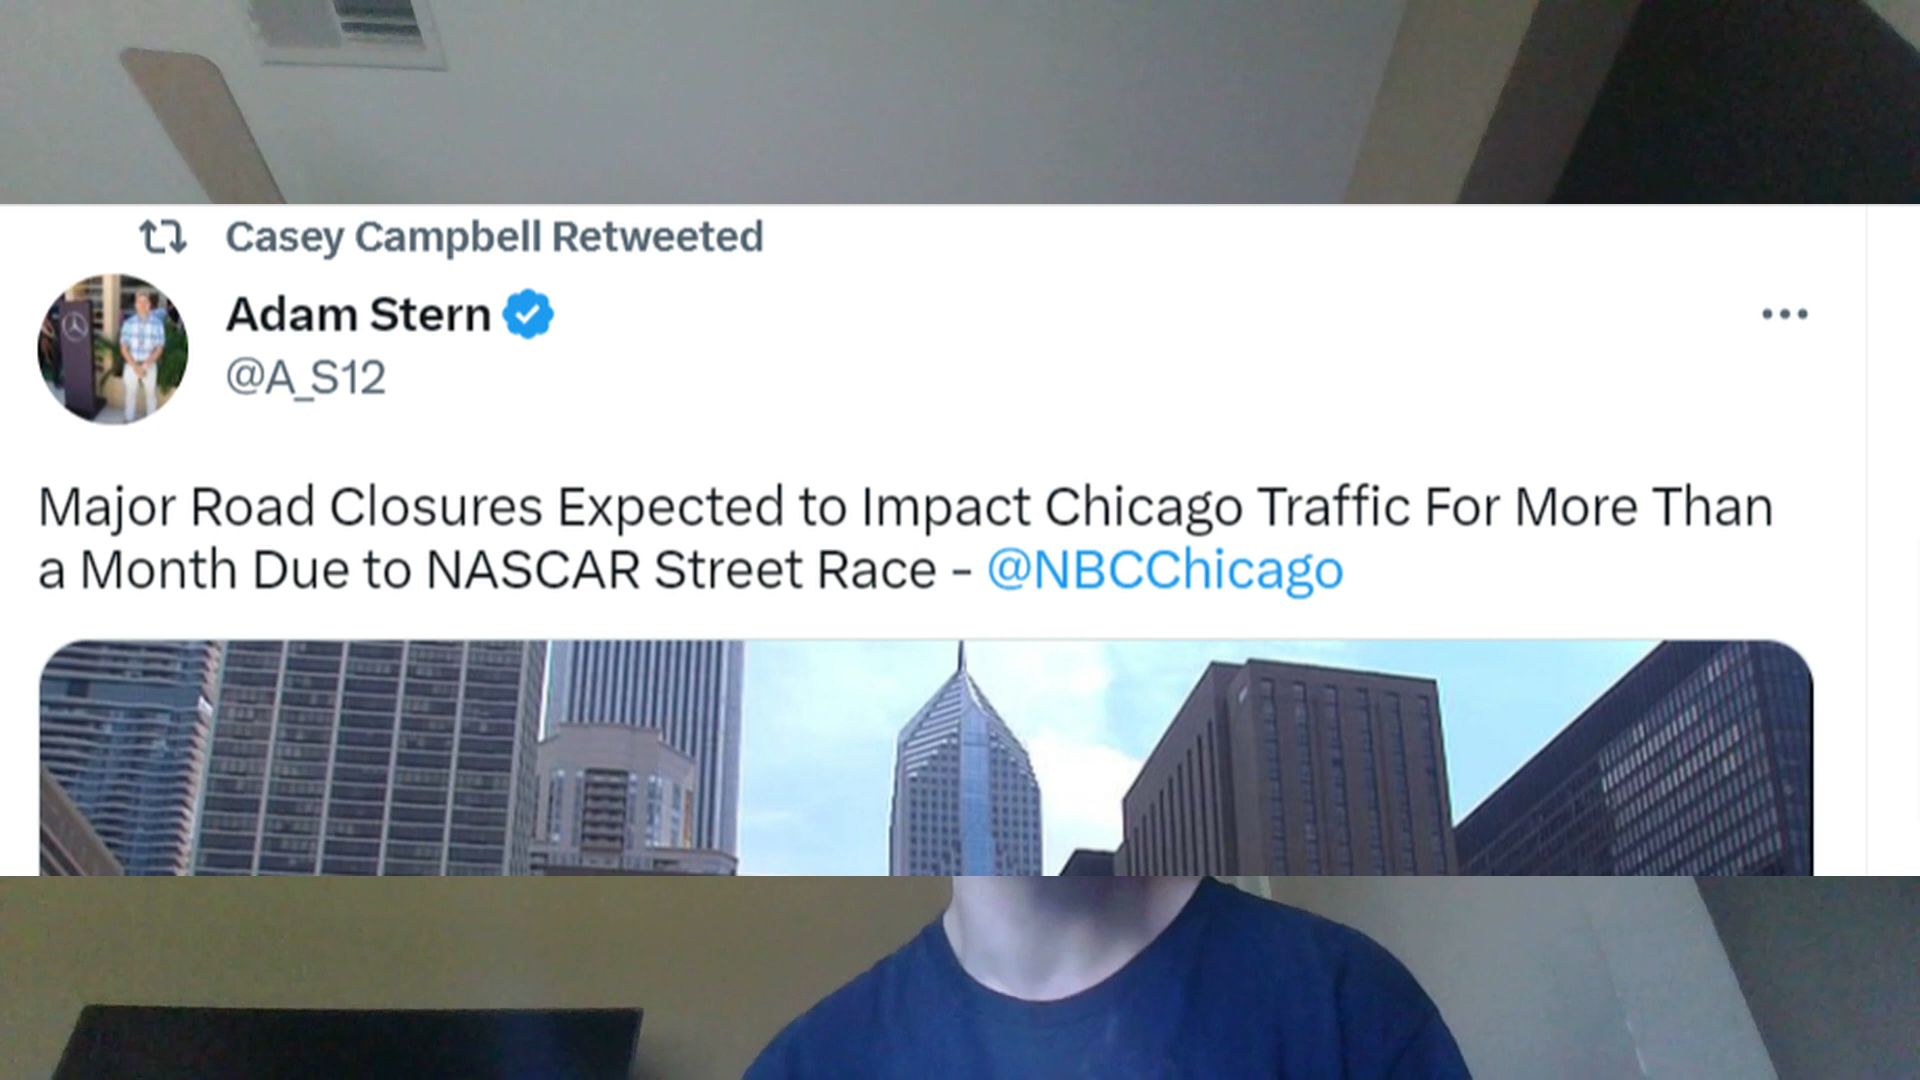 Casey Campbell Retweeted
Adam Stern
@A_S12
Major Road Closures Expected to Impact Chicago Traffic For More Than
a Month Due to NASCAR Street Race - @NBCChicago